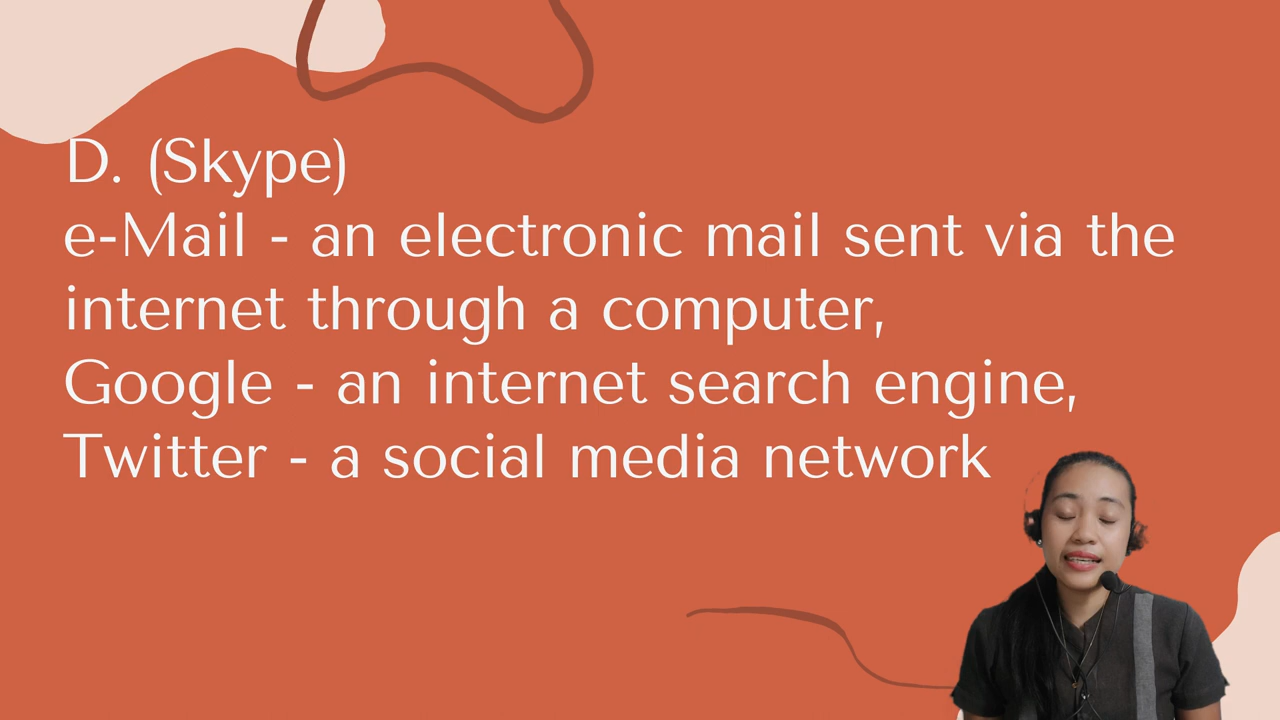 D. (Skype)
e-Mail - an electronic mail sent via the
internet through a computer,
Google - an internet search engine,
Twitter - a social media network